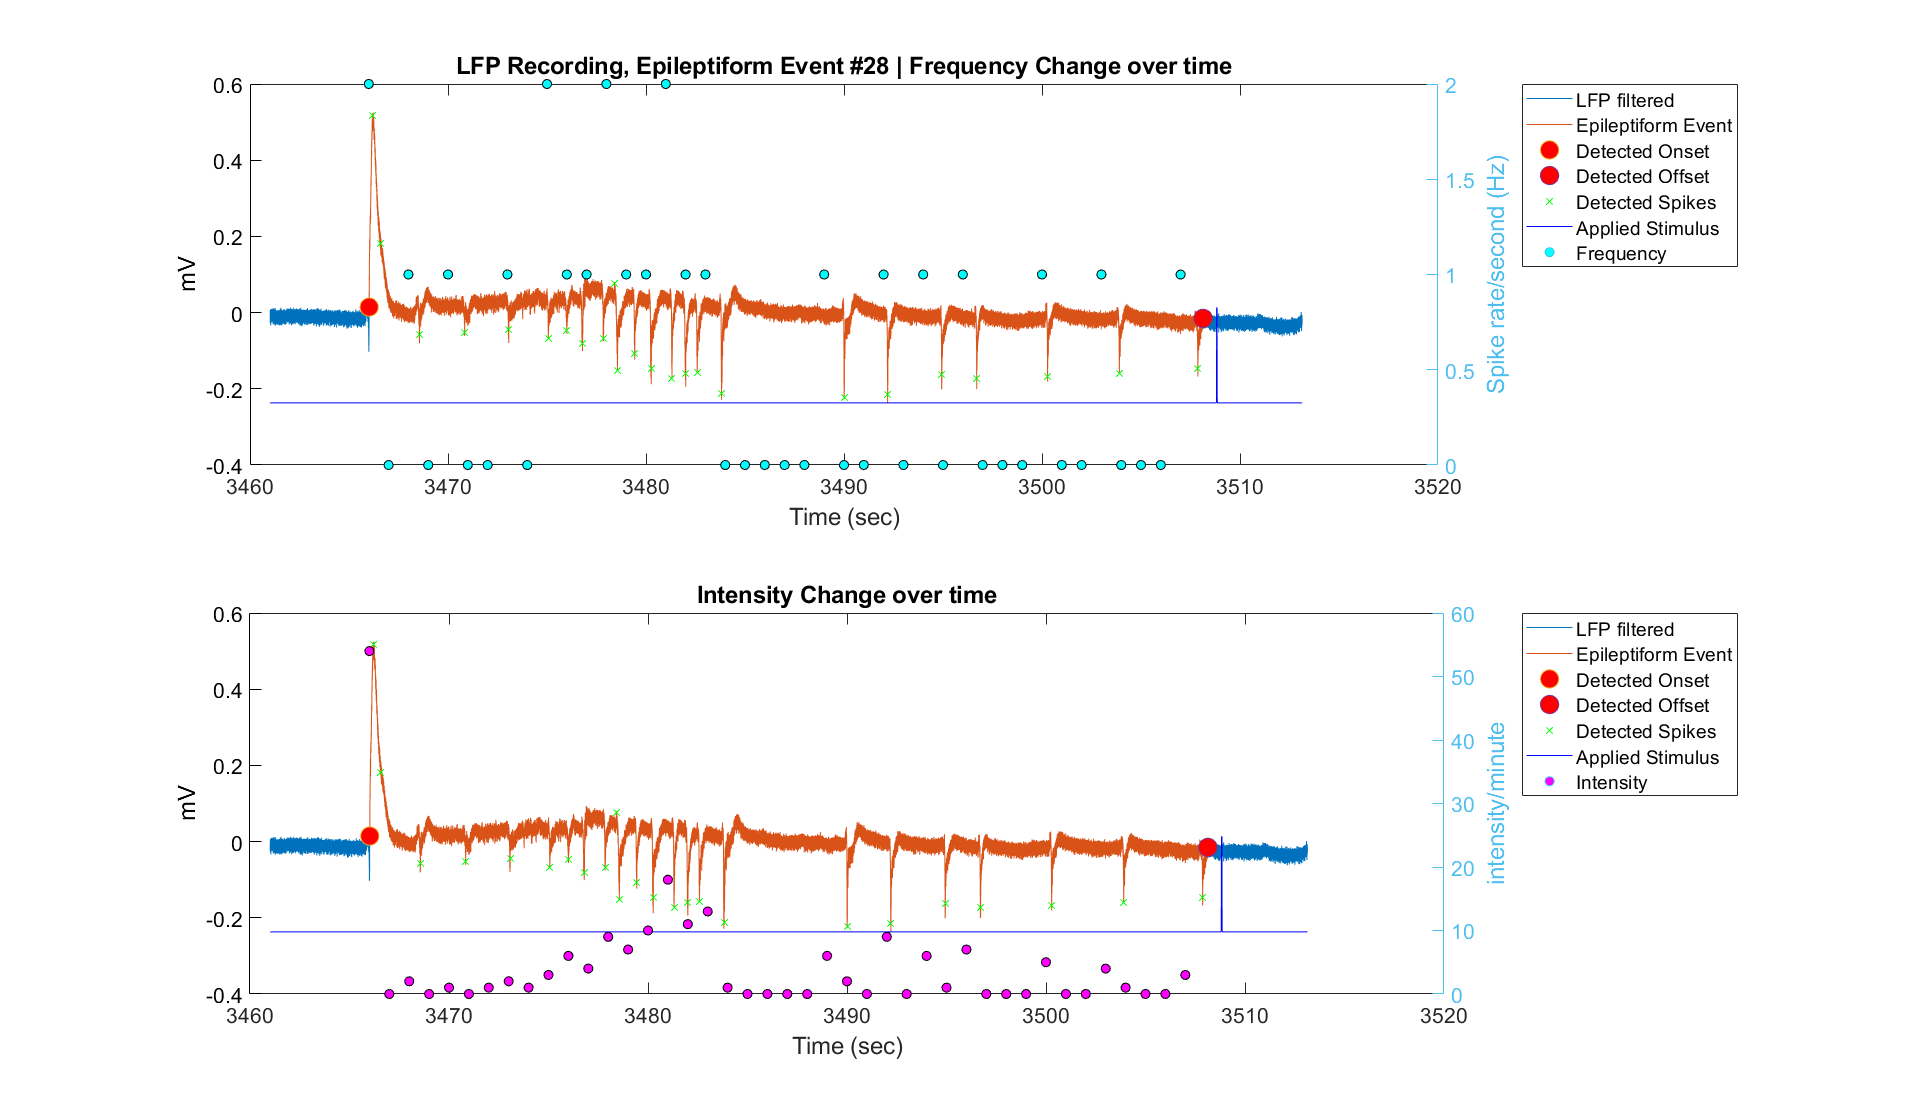 LFP Recording, Epileptiform Event #28 | Frequency Change over time
0.6
0.4
0.2
0
-0.2
-0.4
mV
2
1.5
1
0.5
0
Spike rate/second (Hz)
3460 3470 3480 3490 3500 3510 3520
Time (sec)
LFP filtered
Epileptiform Event
Detected Onset
Detected Offset
Detected Spikes
Applied Stimulus
Frequency
Intensity Change over time
0.6
0.4
0.2
0
-0.2
-0.4
mV
60
50
40
30
20
10
0
intensity/minute
3460 3470 3480 3490 3500 3510 3520
Time (sec)
LFP filtered
Epileptiform Event
Detected Onset
Detected Offset
Detected Spikes
Applied Stimulus
Intensity